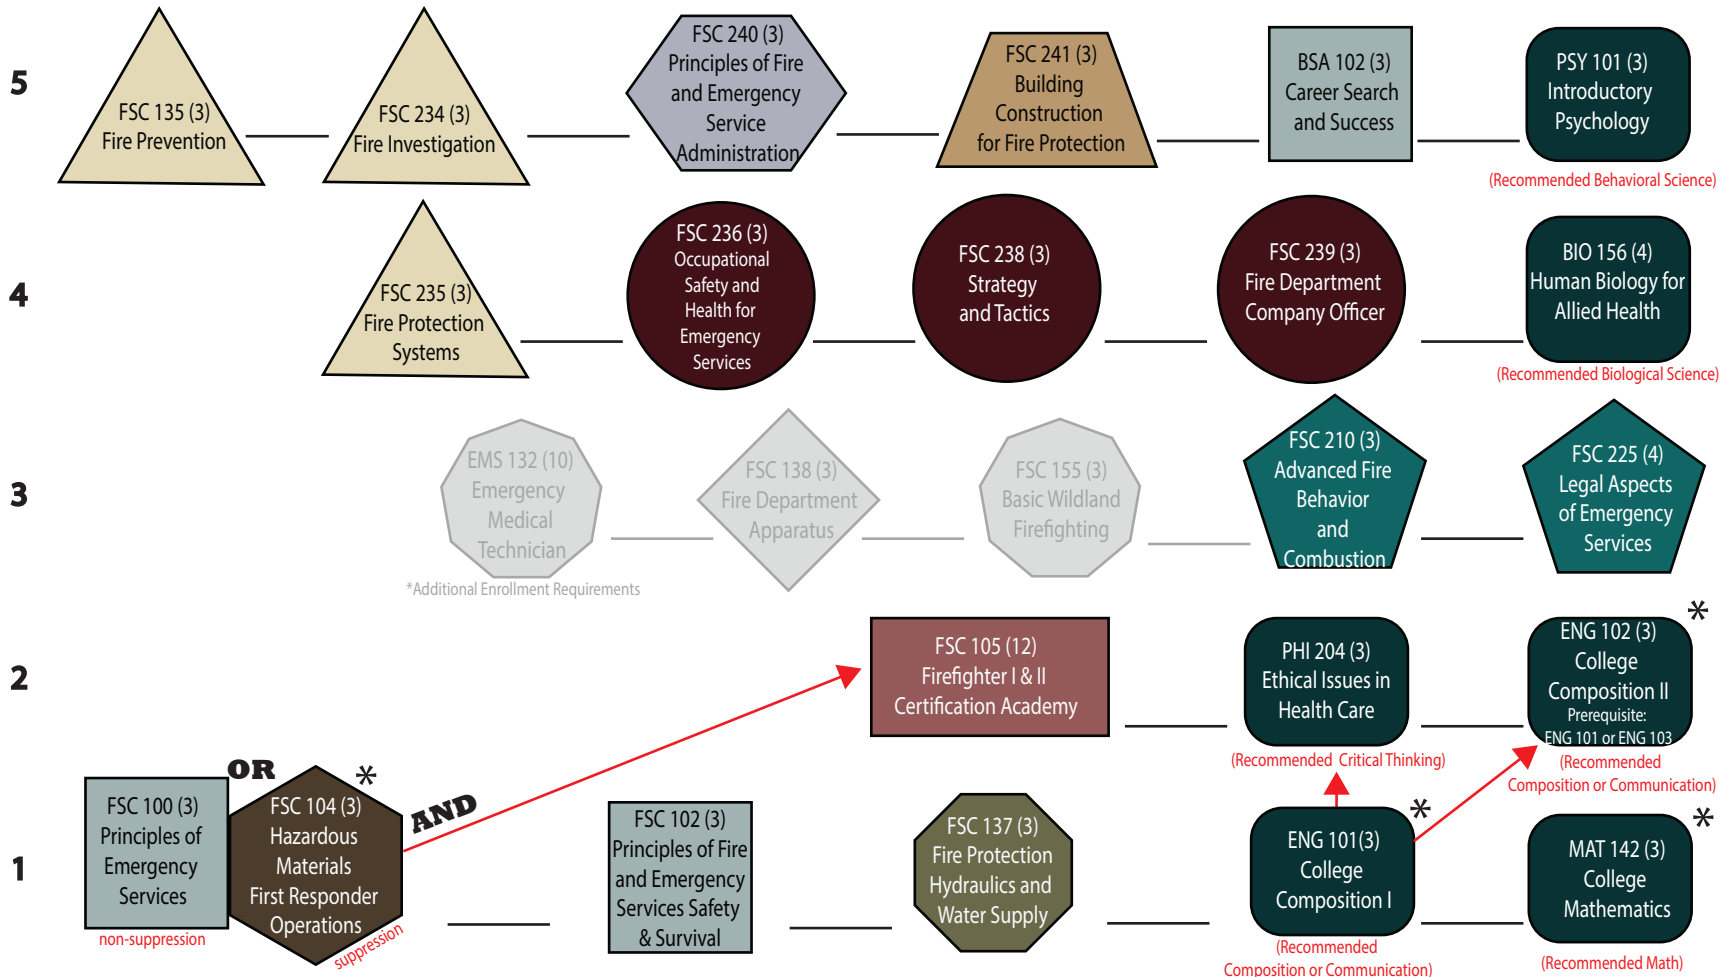 5
FSC 135 (3)
Fire Prevention
FSC 234 (3)
Fire Investigation
FSC 240 (3)
Principles of Fire
and Emergency
Service
Administration
FSC 241 (3)
Building
Construction
for Fire Protection
BSA 102 (3)
Career Search
and Success
PSY 101 (3)
Introductory
Psychology
(Recommended Behavioral Science)
4
FSC 235 (3)
Fire Protection
Systems
FSC 236 (3)
Occupational
Safety and
Health for
Emergency
Services
FSC 238 (3)
Strategy
and Tactics
FSC 239 (3)
Fire Department
Company Officer
BIO 156 (4)
Human Biology for
Allied Health
(Recommended Biological Science)
3
EMS 132 (10)
Emergency
Medical
Technician
*Additional Enrollment Requirements
FSC 138 (3)
Fire Department
Apparatus
FSC 155 (3)
Basic Wildland
Firefighting
FSC 210 (3)
Advanced Fire
Behavior
and
Combustion
FSC 225 (4)
Legal Aspects
of Emergency
Services
2
FSC 105 (12)
Firefighter I & II
Certification Academy
PHI 204 (3)
Ethical Issues in
Health Care
(Recommended Critical Thinking)
*
ENG 102 (3)
College
Composition II
Prerequisite:
ENG 101 or ENG 103
(Recommended
Composition or Communication)
1
FSC 100 (3)
Principles of
Emergency
Services
non-suppression
OR
*
FSC 104 (3)
Hazardous
Materials
First Responder
Operations
suppression
AND
FSC 102 (3)
Principles of Fire
and Emergency
Services Safety
& Survival
FSC 137 (3)
Fire Protection
Hydraulics and
Water Supply
*
ENG 101(3)
College
Composition I
(Recommended
Composition or Communication)
*
MAT 142 (3)
College
Mathematics
(Recommended Math)